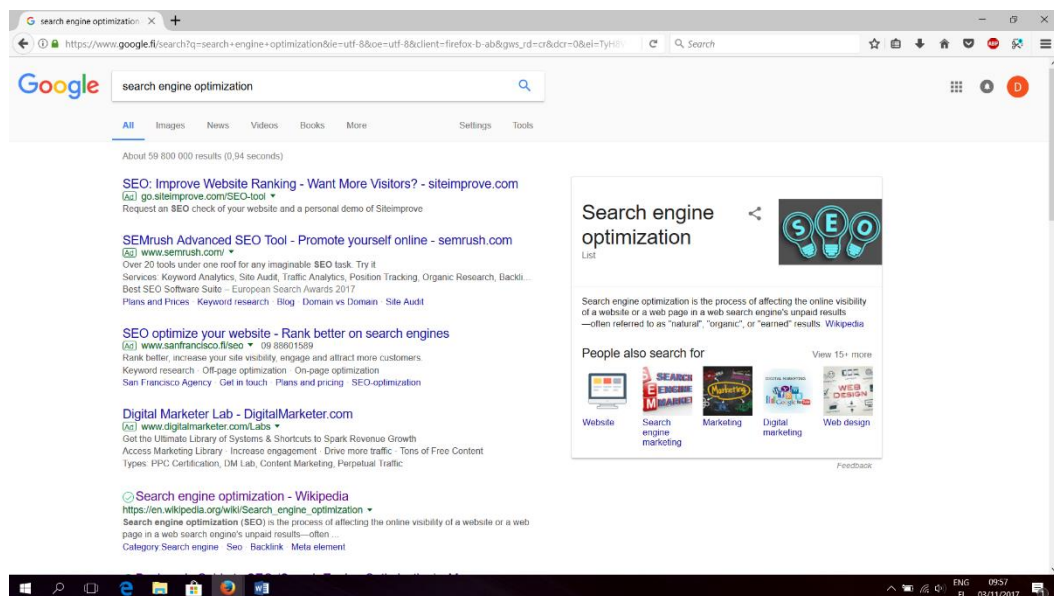 search engine optimization
https://www.google.fi/search?q=search+engine+optimization&ie=utf-8&oe=utf-8&client=firefox-b-ab&gws_rd=cr&dcr=0&ei=TyH
Search
Google
search engine optimization
D
All Images News Videos Books More Settings Tools
About 59 800 000 results (0,94 seconds)
SEO: Improve Website Ranking - Want More Visitors? - siteimprove.com
Ad go.siteimprove.com/SEO-tool
Request an SEO check of your website and a personal demo of Siteimprove
SEMrush Advanced SEO Tool - Promote yourself online - semrush.com
Ad www.semrush.com/
Over 20 tools under one roof for any imaginable SEO task. Try it
Services: Keyword Analytics, Site Audit, Traffic Analytics, Position Tracking, Organic Research, Backli...
Best SEO Software Suite – European Search Awards 2017
Plans and Prices · Keyword research · Blog · Domain vs Domain · Site Audit
SEO optimize your website - Rank better on search engines
Ad www.sanfrancisco.fi/seo 09 88601589
Rank better, increase your site visibility, engage and attract more customers.
Keyword research · Off-page optimization · On-page optimization
San Francisco Agency · Get in touch · Plans and pricing · SEO-optimization
Digital Marketer Lab - DigitalMarketer.com
Ad www.digitalmarketer.com/Labs
Get the Ultimate Library of Systems & Shortcuts to Spark Revenue Growth
Access Marketing Library · Increase engagement · Drive more traffic · Tons of Free Content
Types: PPC Certification, DM Lab, Content Marketing, Perpetual Traffic
Search engine optimization - Wikipedia
https://en.wikipedia.org/wiki/Search_engine_optimization
Search engine optimization (SEO) is the process of affecting the online visibility of a website or a web
page in a web search engine's unpaid results—often ...
Category Search engine · Seo · Backlink · Meta element
Search engine
optimization
List
SEO
Search engine optimization is the process of affecting the online visibility
of a website or a web page in a web search engine's unpaid results
—often referred to as "natural", "organic", or "earned" results. Wikipedia
People also search for
View 15+ more
SEARCH
ENGINE
Marketing
DIGITAL MARKETING
WEB
DESIGN
Website
Search
engine
marketing
Marketing
Digital
marketing
Web design
Feedback
ENG
FI
09:57
03/11/2017